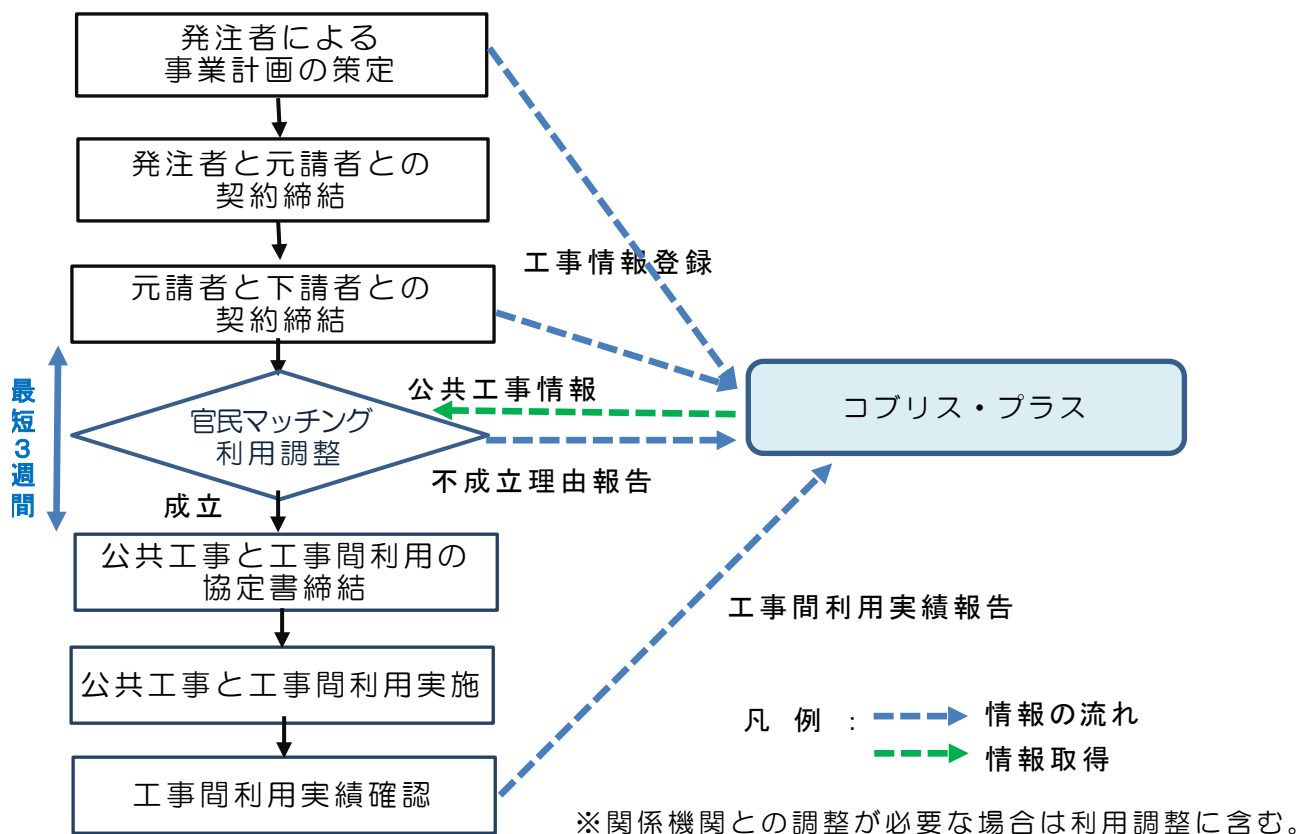 発注者による
事業計画の策定
発注者と元請者との
契約締結
工事情報登録
元請者と下請者との
契約締結
最短3週間
公共工事情報
コブリス・プラス
官民マッチング
利用調整
不成立理由報告
成立
公共工事と工事間利用の
協定書締結
工事間利用実績報告
公共工事と工事間利用実施
凡 例 : 情報の流れ
情報取得
工事間利用実績確認
※関係機関との調整が必要な場合は利用調整に含む。